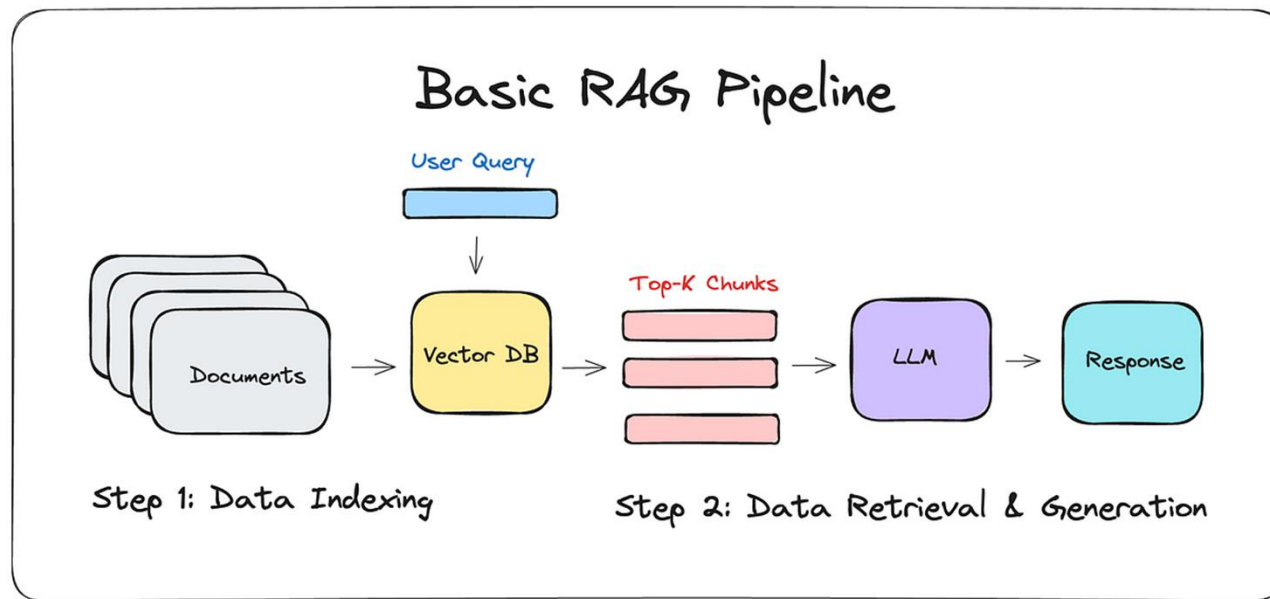 Basic RAG Pipeline
User Query
Top-K Chunks
Documents
Vector DB
LLM
Response
Step 1: Data Indexing
Step 2: Data Retrieval & Generation